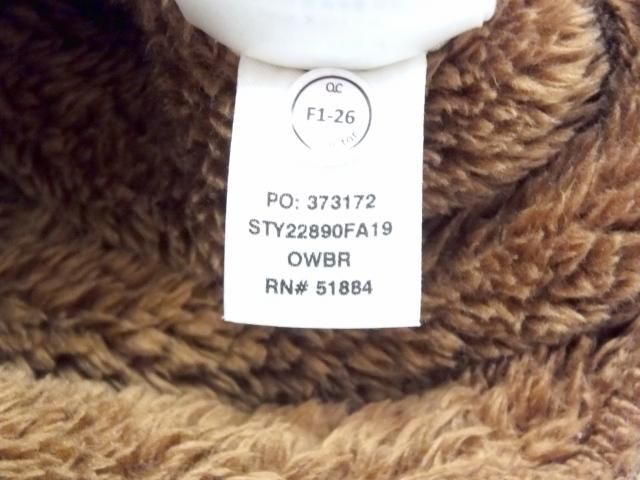 QC
F1-26
PO: 373172
STY22890FA19
OWBR
RN# 51884